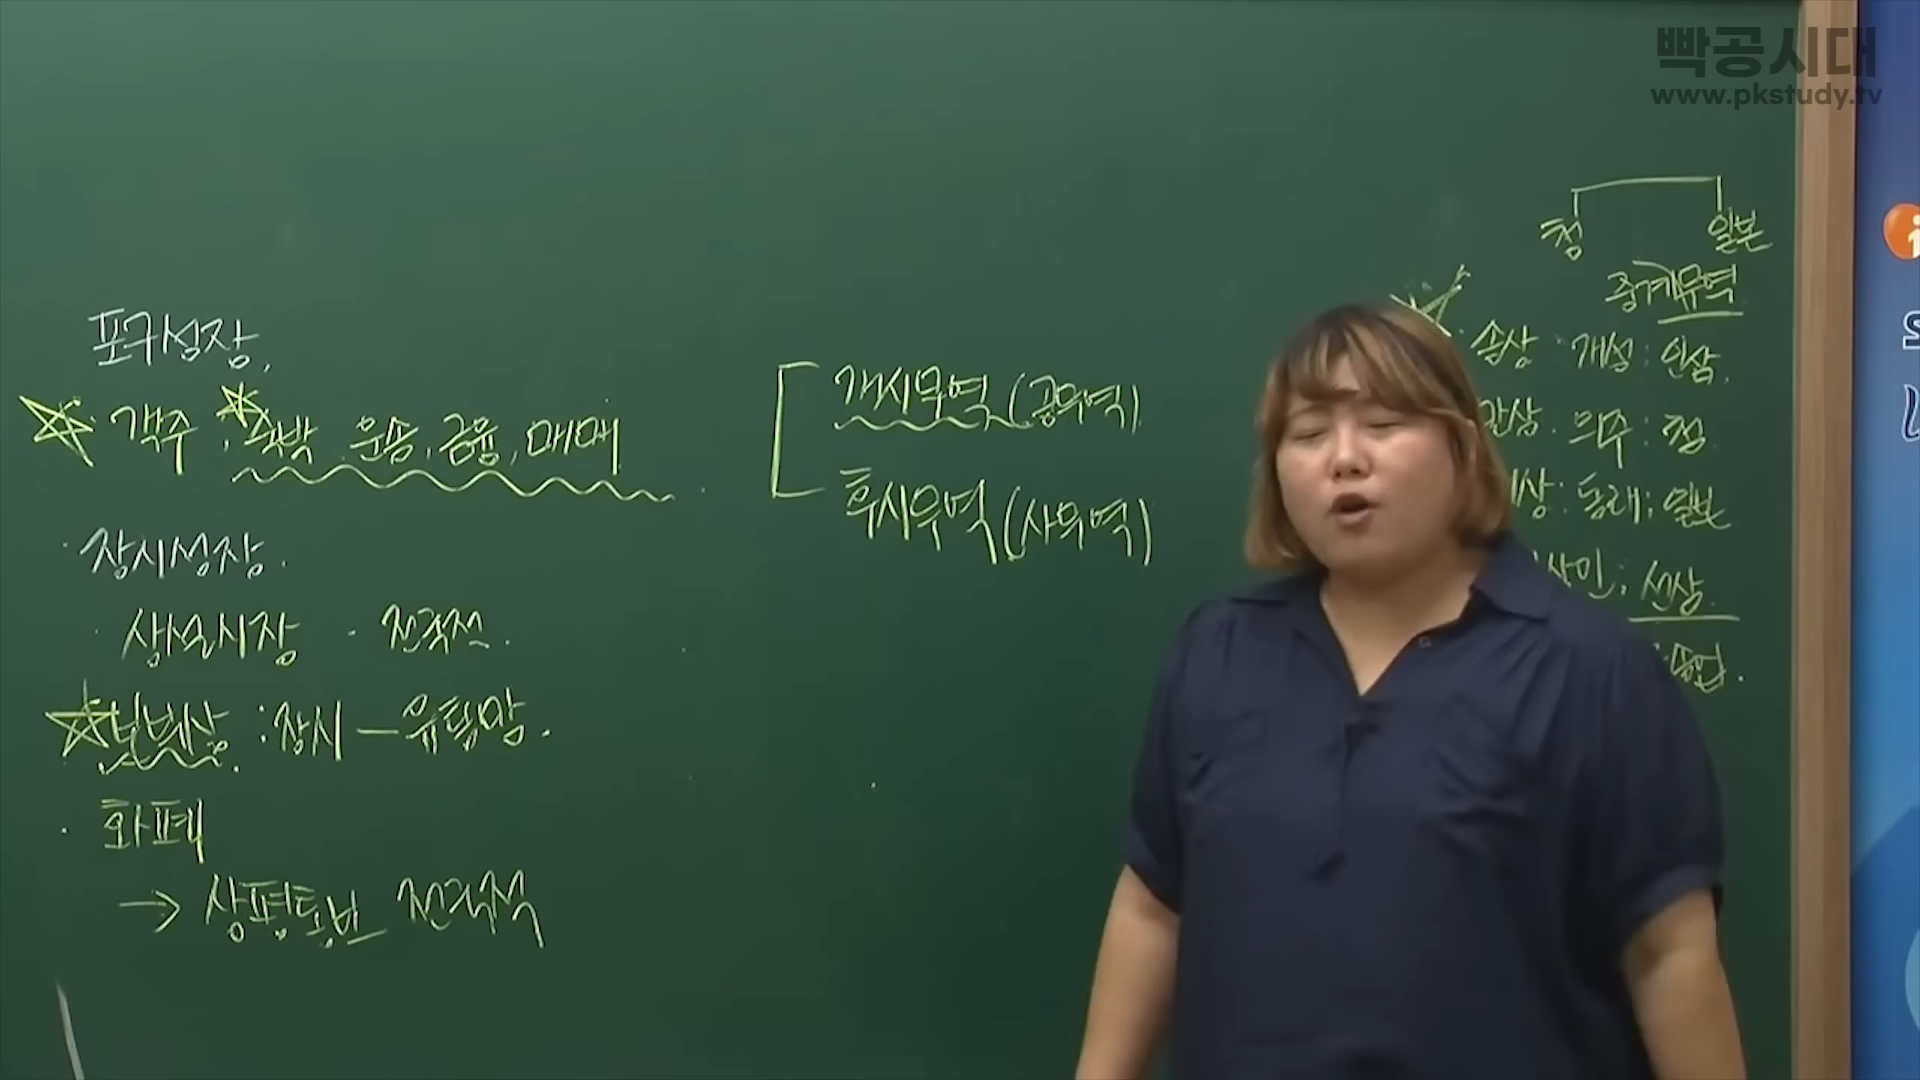 빡공시대
www.pkstudy.tv
포구성장.
객주 : 숙박. 운송, 금융, 매매
· 장시성장.
· 상설시장 · 전국적.
보부상 : 장시 — 유통망.
· 화폐
→ 상평통보 전국적
개시무역 (공무역)
후시무역 (사무역)
청 일본
중계무역
· 송상 : 개성 : 인삼.
만상. 의주 : 청.
상 : 동래 ; 일본
상인 ; 선상.